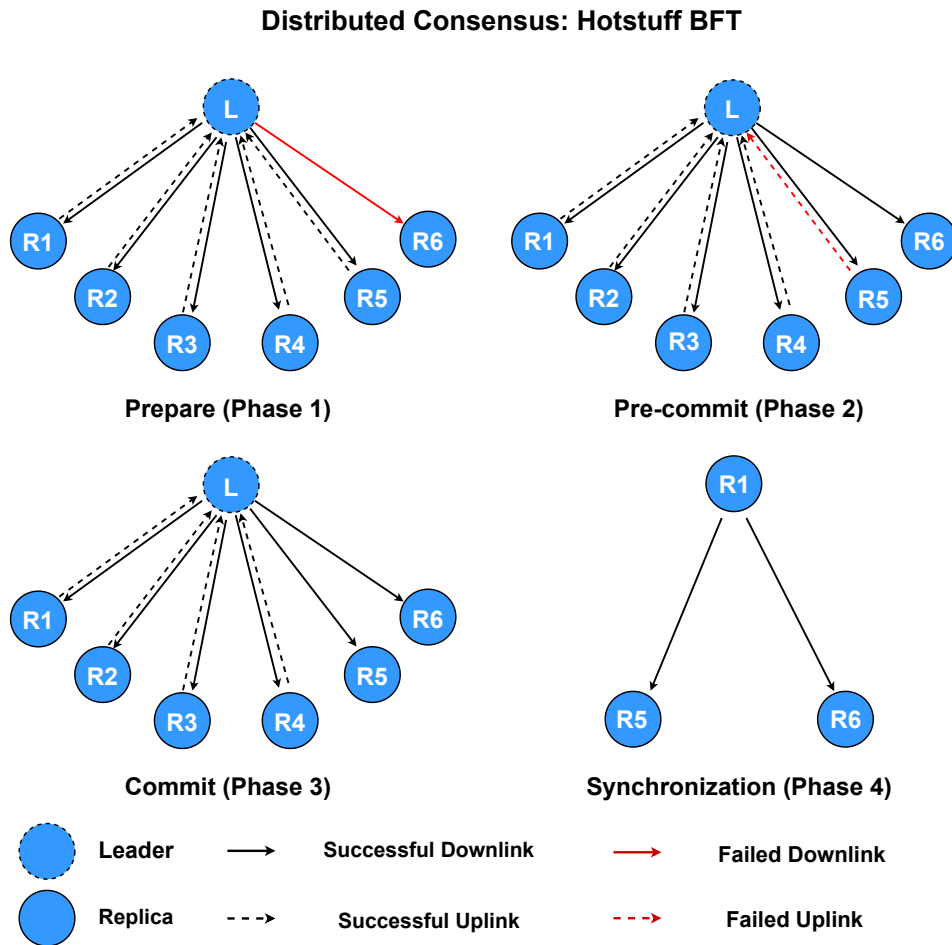 Distributed Consensus: Hotstuff BFT
L
R1
R2
R3
R4
R5
R6
Prepare (Phase 1)
L
R1
R2
R3
R4
R5
R6
Pre-commit (Phase 2)
L
R1
R2
R3
R4
R5
R6
Commit (Phase 3)
R1
R5
R6
Synchronization (Phase 4)
Leader
Successful Downlink
Failed Downlink
Replica
Successful Uplink
Failed Uplink